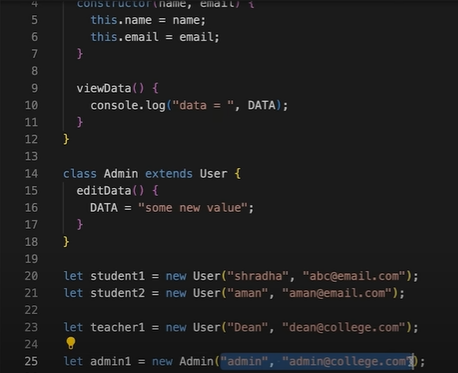 4 constructor(name, email) {
5 this.name = name;
6 this.email = email;
7 }
8
9 viewData() {
10 console.log("data = ", DATA);
11 }
12 }
13
14 class Admin extends User {
15 editData() {
16 DATA = "some new value";
17 }
18 }
19
20 let student1 = new User("shradha", "abc@email.com");
21 let student2 = new User("aman", "aman@email.com");
22
23 let teacher1 = new User("Dean", "dean@college.com");
24
25 let admin1 = new Admin("admin", "admin@college.com");